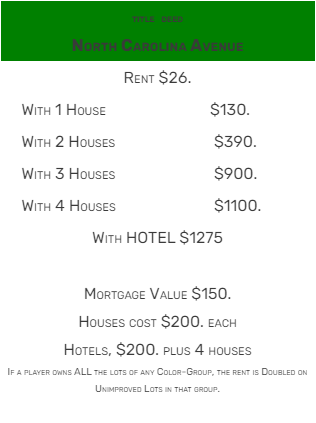 TITLE DEED
North Carolina Avenue
Rent $26.
With 1 House $130.
With 2 Houses $390.
With 3 Houses $900.
With 4 Houses $1100.
With HOTEL $1275
Mortgage Value $150.
Houses cost $200. each
Hotels, $200. plus 4 houses
If a player owns ALL the lots of any Color-Group, the rent is Doubled on
Unimproved Lots in that group.